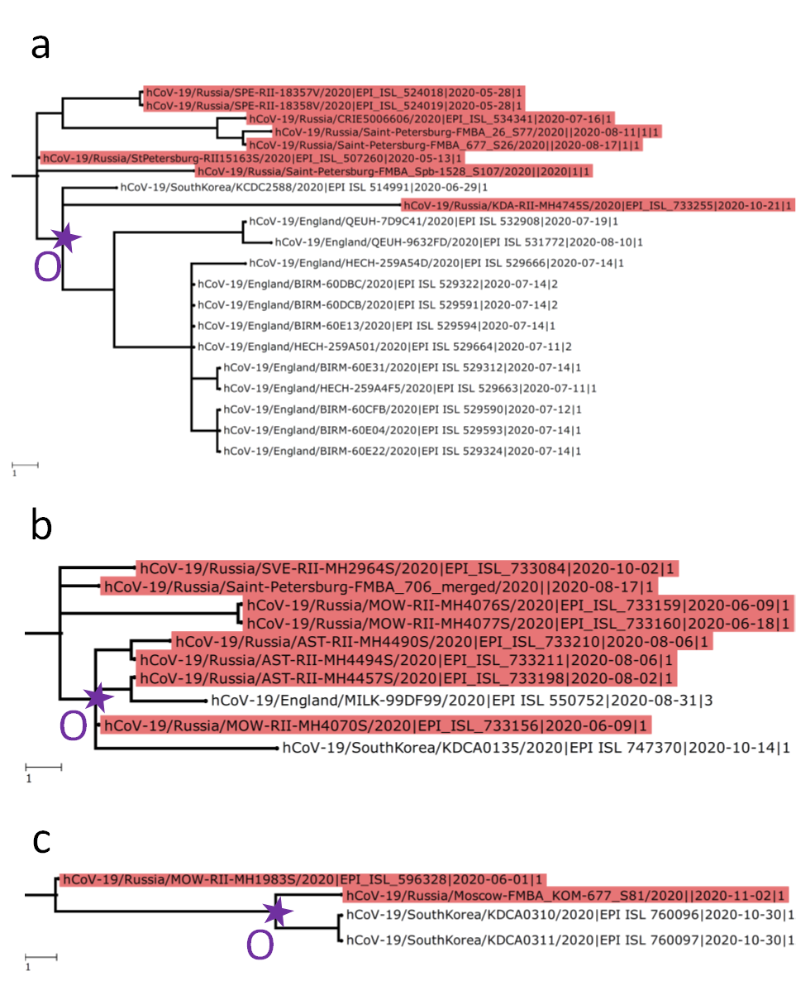 a
hCoV-19/Russia/SPE-RII-18357V/2020|EPI_ISL_524018|2020-05-28|1
hCoV-19/Russia/SPE-RII-18358V/2020|EPI_ISL_524019|2020-05-28|1
hCoV-19/Russia/CRIE5006606/2020|EPI_ISL_534341|2020-07-16|1
hCoV-19/Russia/Saint-Petersburg-FMBA_26_S77/2020||2020-08-11|1|1
hCoV-19/Russia/Saint-Petersburg-FMBA_677_S26/2020||2020-08-17|1|1
hCoV-19/Russia/StPetersburg-RII15163S/2020|EPI_ISL_507260|2020-05-13|1
hCoV-19/Russia/Saint-Petersburg-FMBA_Spb-1528_S107/2020||2020|1|1
hCoV-19/SouthKorea/KCDC2588/2020|EPI ISL 514991|2020-06-29|1
hCoV-19/Russia/KDA-RII-MH4745S/2020|EPI_ISL_733255|2020-10-21|1
hCoV-19/England/QEUH-7D9C41/2020|EPI ISL 532908|2020-07-19|1
hCoV-19/England/QEUH-9632FD/2020|EPI ISL 531772|2020-08-10|1
O
hCoV-19/England/HECH-259A54D/2020|EPI ISL 529666|2020-07-14|1
hCoV-19/England/BIRM-60DBC/2020|EPI ISL 529322|2020-07-14|2
hCoV-19/England/BIRM-60DCB/2020|EPI ISL 529591|2020-07-14|2
hCoV-19/England/BIRM-60E13/2020|EPI ISL 529594|2020-07-14|1
hCoV-19/England/HECH-259A501/2020|EPI ISL 529664|2020-07-11|2
hCoV-19/England/BIRM-60E31/2020|EPI ISL 529312|2020-07-14|1
hCoV-19/England/HECH-259A4F5/2020|EPI ISL 529663|2020-07-11|1
hCoV-19/England/BIRM-60CFB/2020|EPI ISL 529590|2020-07-12|1
hCoV-19/England/BIRM-60E04/2020|EPI ISL 529593|2020-07-14|1
hCoV-19/England/BIRM-60E22/2020|EPI ISL 529324|2020-07-14|1
1
b
hCoV-19/Russia/SVE-RII-MH2964S/2020|EPI_ISL_733084|2020-10-02|1
hCoV-19/Russia/Saint-Petersburg-FMBA_706_merged/2020||2020-08-17|1
hCoV-19/Russia/MOW-RII-MH4076S/2020|EPI_ISL_733159|2020-06-09|1
hCoV-19/Russia/MOW-RII-MH4077S/2020|EPI_ISL_733160|2020-06-18|1
hCoV-19/Russia/AST-RII-MH4490S/2020|EPI_ISL_733210|2020-08-06|1
hCoV-19/Russia/AST-RII-MH4494S/2020|EPI_ISL_733211|2020-08-06|1
hCoV-19/Russia/AST-RII-MH4457S/2020|EPI_ISL_733198|2020-08-02|1
hCoV-19/England/MILK-99DF99/2020|EPI ISL 550752|2020-08-31|3
O
hCoV-19/Russia/MOW-RII-MH4070S/2020|EPI_ISL_733156|2020-06-09|1
hCoV-19/SouthKorea/KDCA0135/2020|EPI ISL 747370|2020-10-14|1
1
c
hCoV-19/Russia/MOW-RII-MH1983S/2020|EPI_ISL_596328|2020-06-01|1
hCoV-19/Russia/Moscow-FMBA_KOM-677_S81/2020||2020-11-02|1
hCoV-19/SouthKorea/KDCA0310/2020|EPI ISL 760096|2020-10-30|1
hCoV-19/SouthKorea/KDCA0311/2020|EPI ISL 760097|2020-10-30|1
O
1